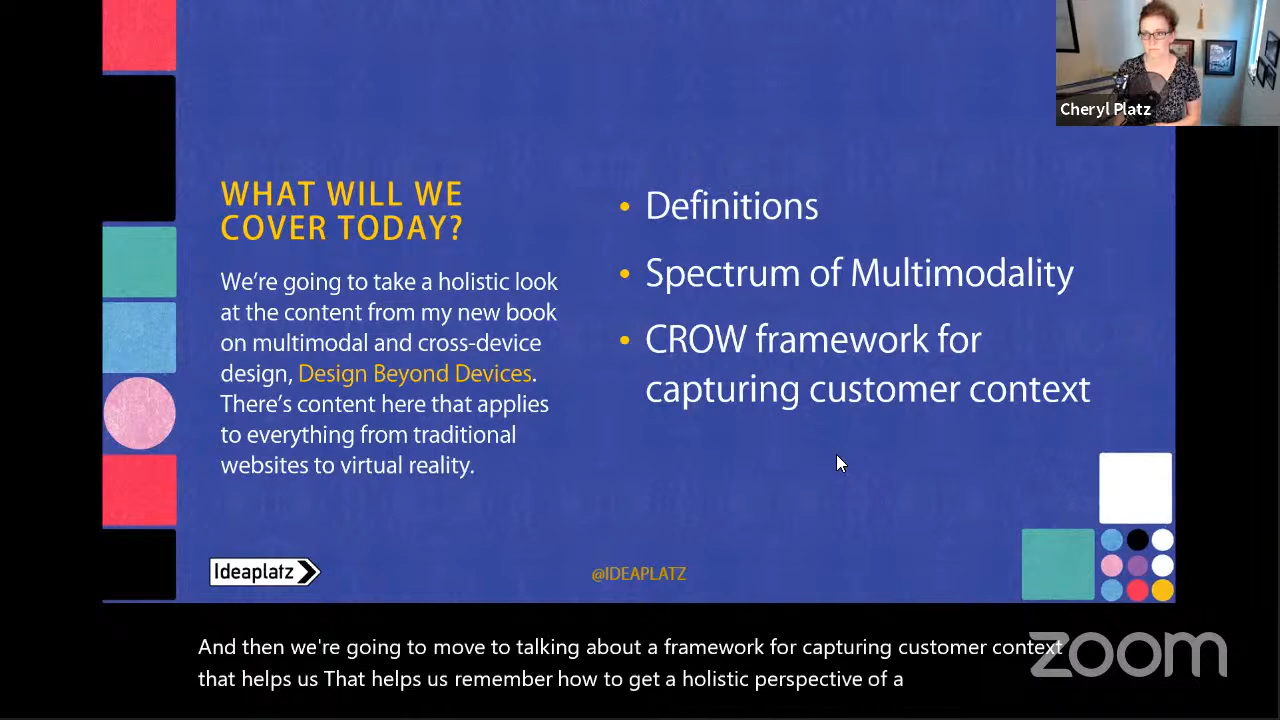 Cheryl Platz
WHAT WILL WE
COVER TODAY?
We're going to take a holistic look
at the content from my new book
on multimodal and cross-device
design, Design Beyond Devices.
There's content here that applies
to everything from traditional
websites to virtual reality.
• Definitions
• Spectrum of Multimodality
• CROW framework for
capturing customer context
Ideaplatz
@IDEAPLATZ
And then we're going to move to talking about a framework for capturing customer context
that helps us That helps us remember how to get a holistic perspective of a
zoom